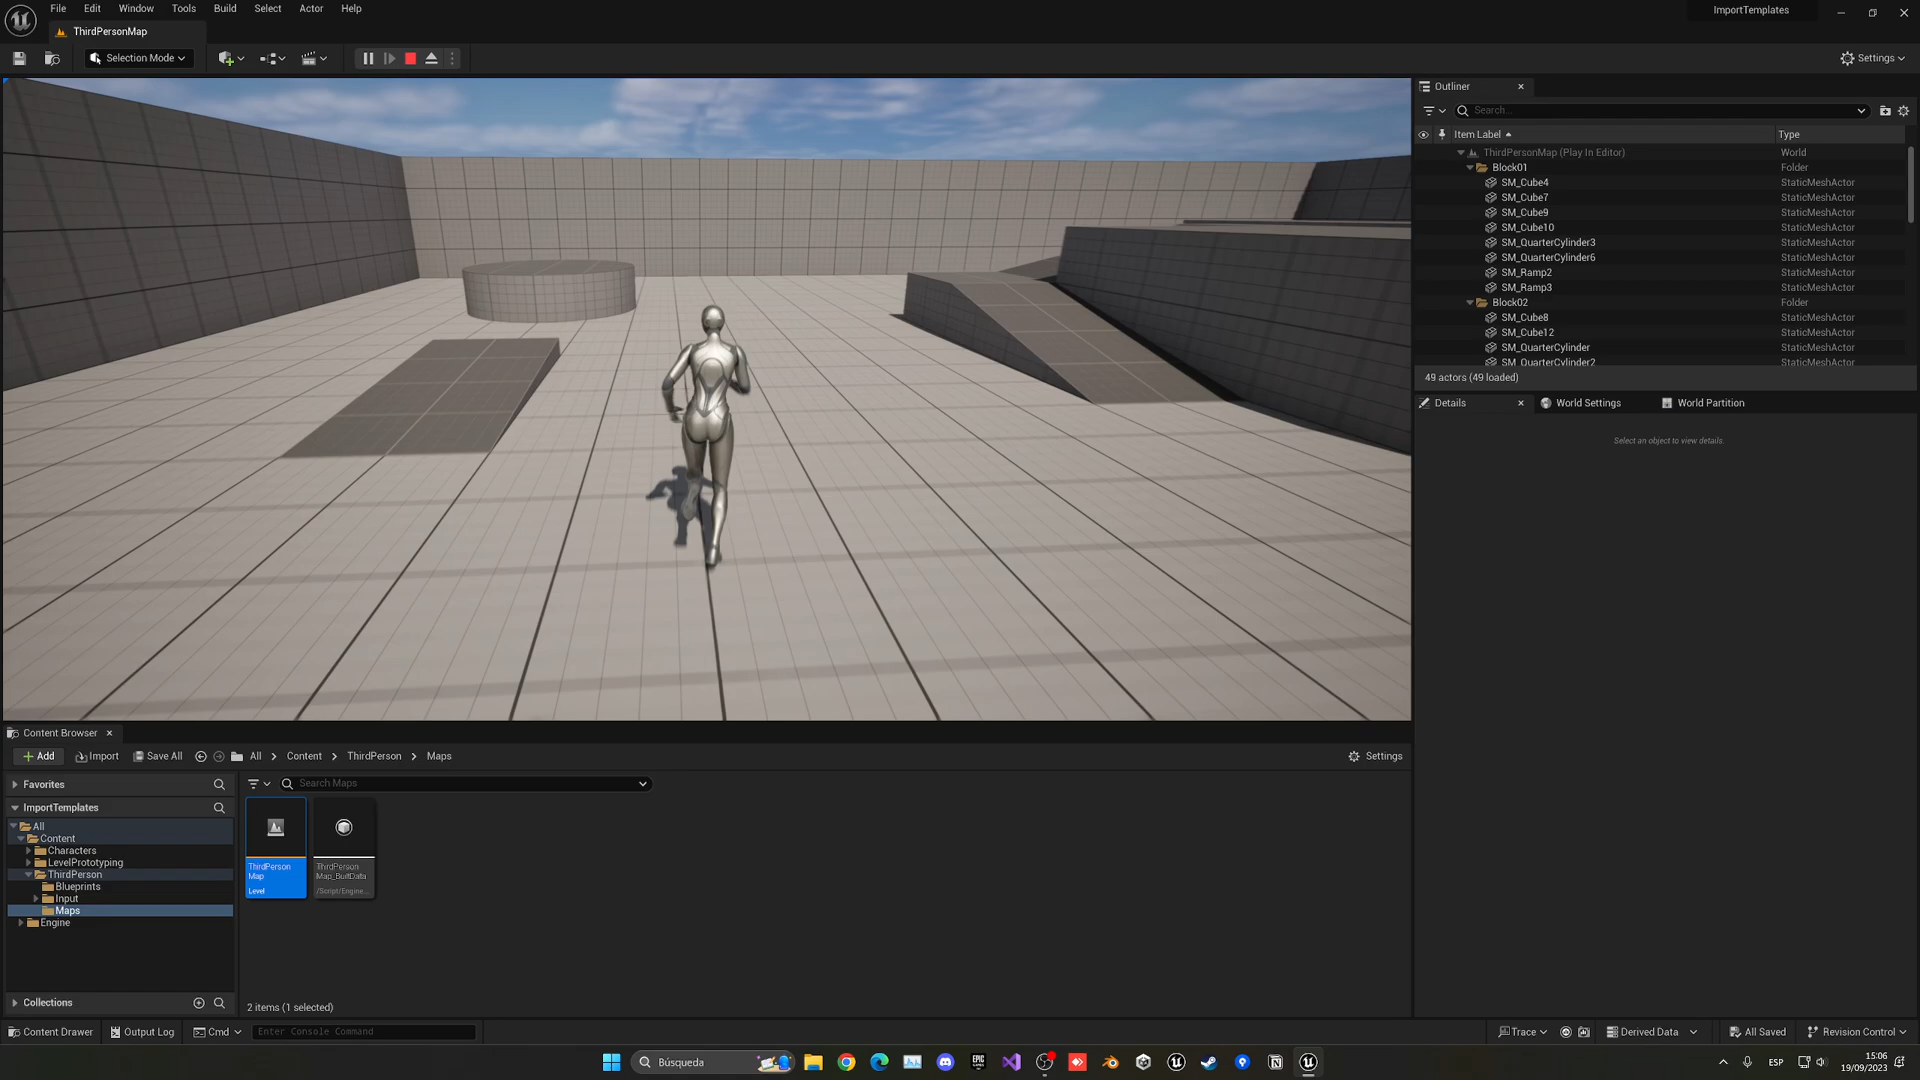 File Edit Window Tools Build Select Actor Help
ImportTemplates
ThirdPersonMap
Selection Mode
Settings
Outliner
Search...
Item Label Type
ThirdPersonMap (Play In Editor) World
Block01 Folder
SM_Cube4 StaticMeshActor
SM_Cube7 StaticMeshActor
SM_Cube9 StaticMeshActor
SM_Cube10 StaticMeshActor
SM_QuarterCylinder3 StaticMeshActor
SM_QuarterCylinder6 StaticMeshActor
SM_Ramp2 StaticMeshActor
SM_Ramp3 StaticMeshActor
Block02 Folder
SM_Cube8 StaticMeshActor
SM_Cube12 StaticMeshActor
SM_QuarterCylinder StaticMeshActor
SM_QuarterCylinder2 StaticMeshActor
49 actors (49 loaded)
Details World Settings World Partition
Select an object to view details.
Content Browser
Add Import Save All All Content ThirdPerson Maps Settings
Favorites
Search Maps
ImportTemplates
All
Content
Characters
LevelPrototyping
ThirdPerson
Blueprints
Input
Maps
Engine
ThirdPerson
Map
Level
ThirdPerson
Map_BuiltData
/Script/Engine...
Collections
2 items (1 selected)
Content Drawer Output Log Cmd Enter Console Command Trace Derived Data All Saved Revision Control
Búsqueda
EPIC
GAMES
ESP
15:06
19/09/2023